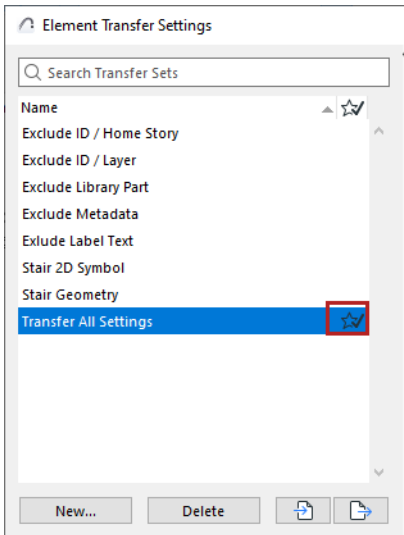 Element Transfer Settings
Search Transfer Sets
Name
Exclude ID / Home Story
Exclude ID / Layer
Exclude Library Part
Exclude Metadata
Exlude Label Text
Stair 2D Symbol
Stair Geometry
Transfer All Settings
New... Delete